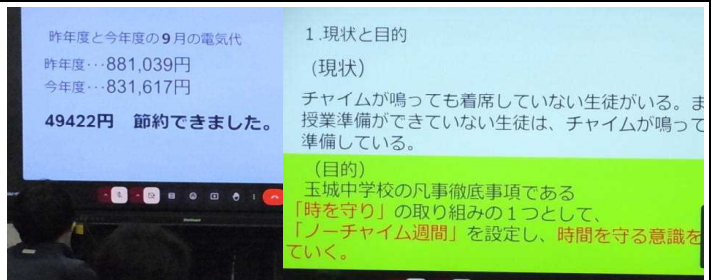 昨年度と今年度の9月の電気代
昨年度･･･881,039円
今年度･･･831,617円
49422円　節約できました。
1.現状と目的
（現状）
チャイムが鳴っても着席していない生徒がいる。ま
授業準備ができていない生徒は、チャイムが鳴って
準備している。
（目的）
玉城中学校の凡事徹底事項である
「時を守り」の取り組みの1つとして、
「ノーチャイム週間」を設定し、時間を守る意識を
ていく。